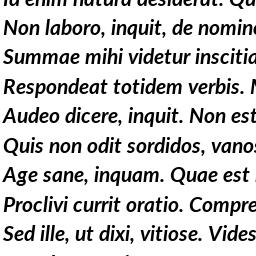 Id enim natura desiderat. Qu
Non laboro, inquit, de nomine
Summae mihi videtur inscitia
Respondeat totidem verbis.
Audeo dicere, inquit. Non est
Quis non odit sordidos, vanos
Age sane, inquam. Quae est
Proclivi currit oratio. Compre
Sed ille, ut dixi, vitiose. Vides